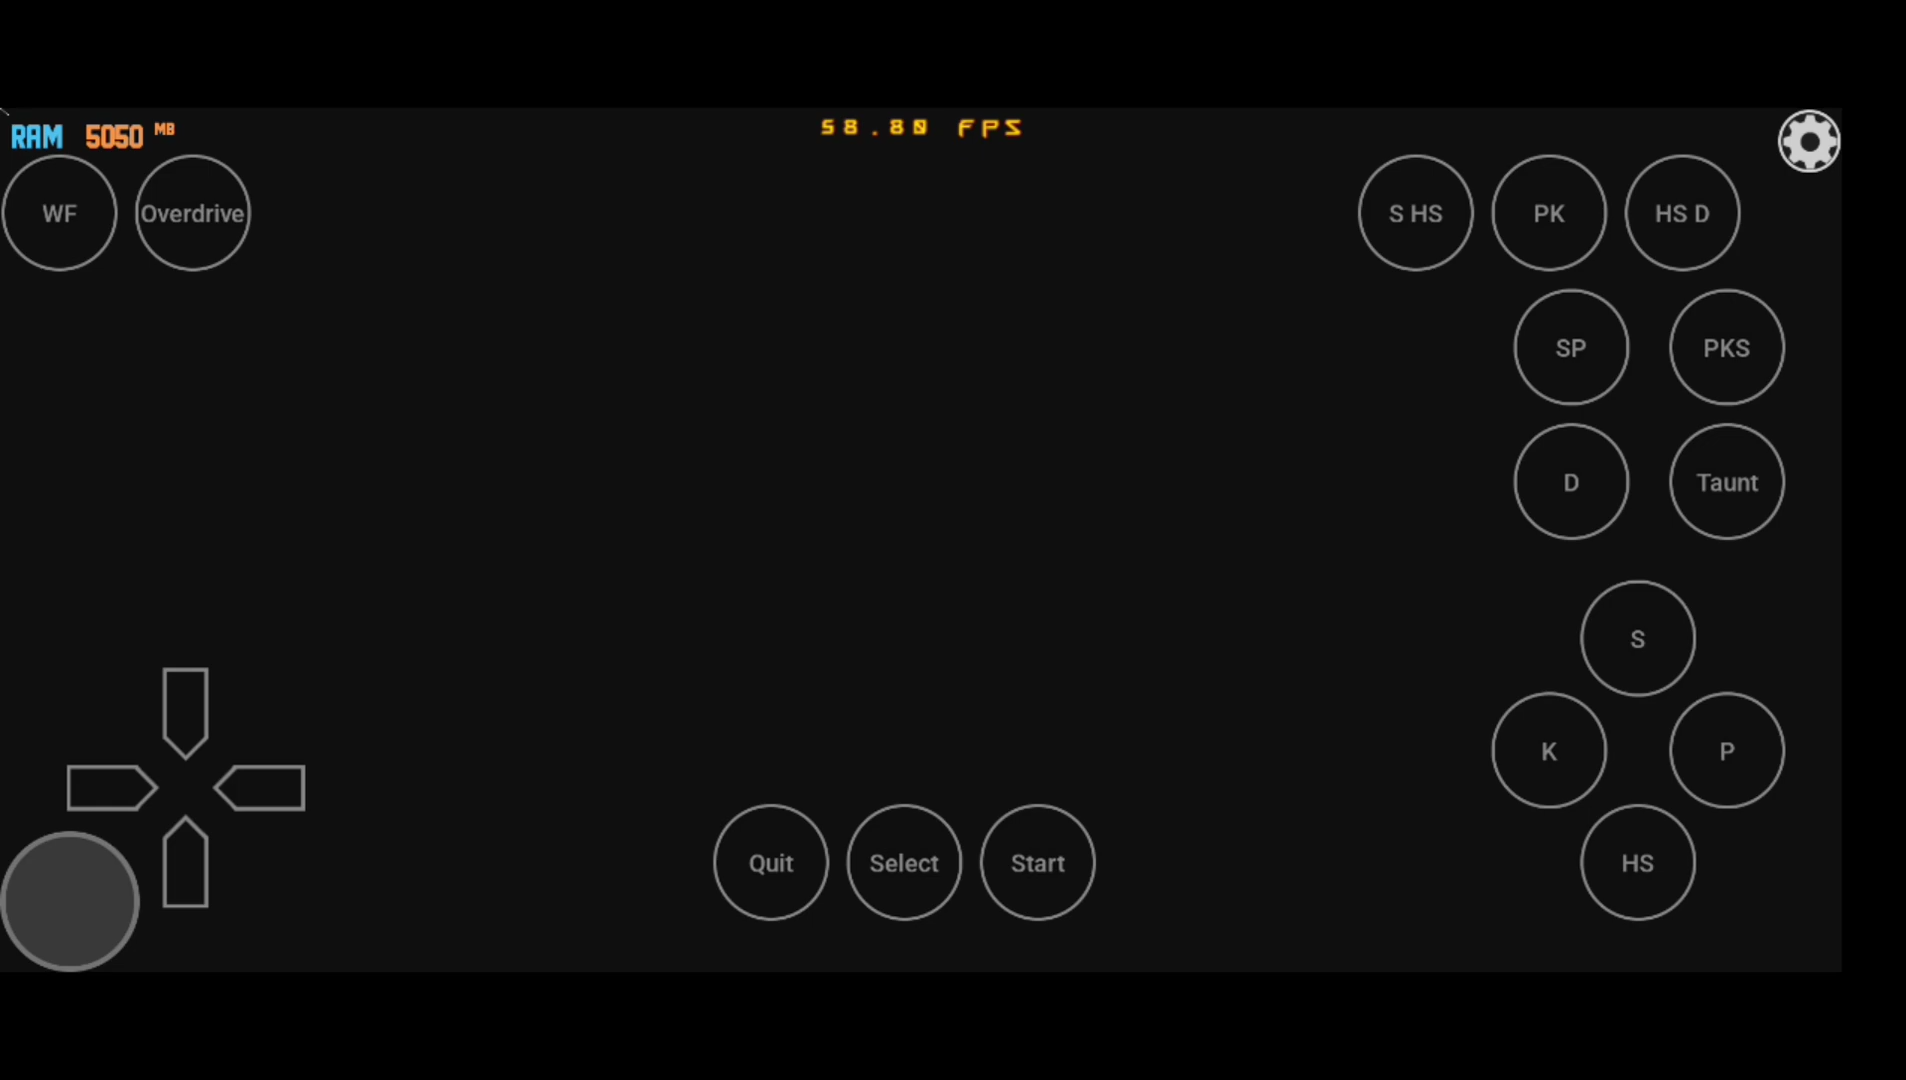 RAM 5050 MB
58.80 FPS
WF
Overdrive
S HS
PK
HS D
SP
PKS
D
Taunt
S
K
P
Quit
Select
Start
HS